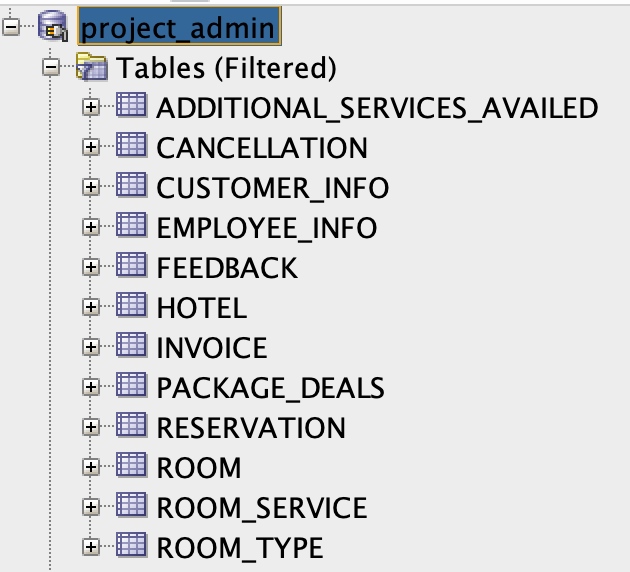 project_admin
Tables (Filtered)
ADDITIONAL_SERVICES_AVAILED
CANCELLATION
CUSTOMER_INFO
EMPLOYEE_INFO
FEEDBACK
HOTEL
INVOICE
PACKAGE_DEALS
RESERVATION
ROOM
ROOM_SERVICE
ROOM_TYPE